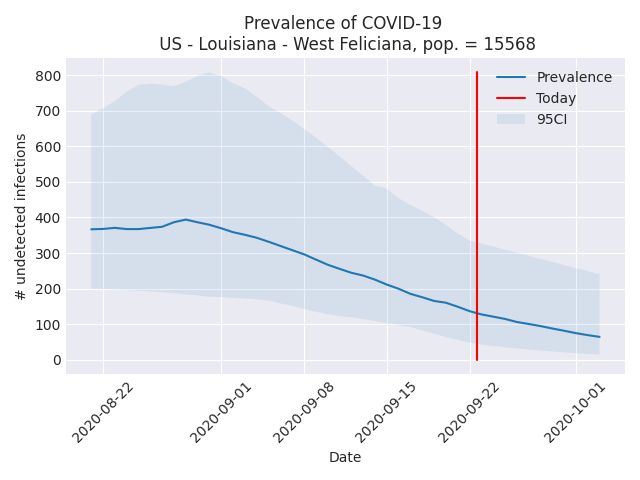 Prevalence of COVID-19
US - Louisiana - West Feliciana, pop. = 15568
Prevalence
Today
95CI
# undetected infections
800
700
600
500
400
300
200
100
0
2020-08-22
2020-09-01
2020-09-08
2020-09-15
2020-09-22
2020-10-01
Date